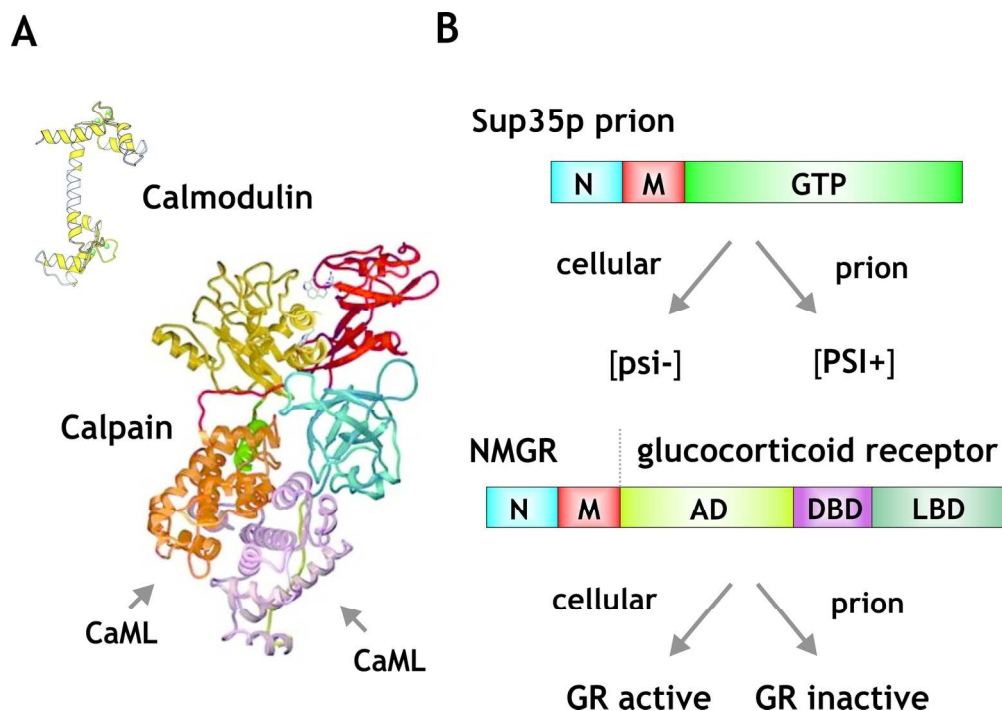 A
Calmodulin
Calpain
CaML
CaML
B
Sup35p prion
N M GTP
cellular prion
[psi-] [PSI+]
NMGR glucocorticoid receptor
N M AD DBD LBD
cellular prion
GR active GR inactive